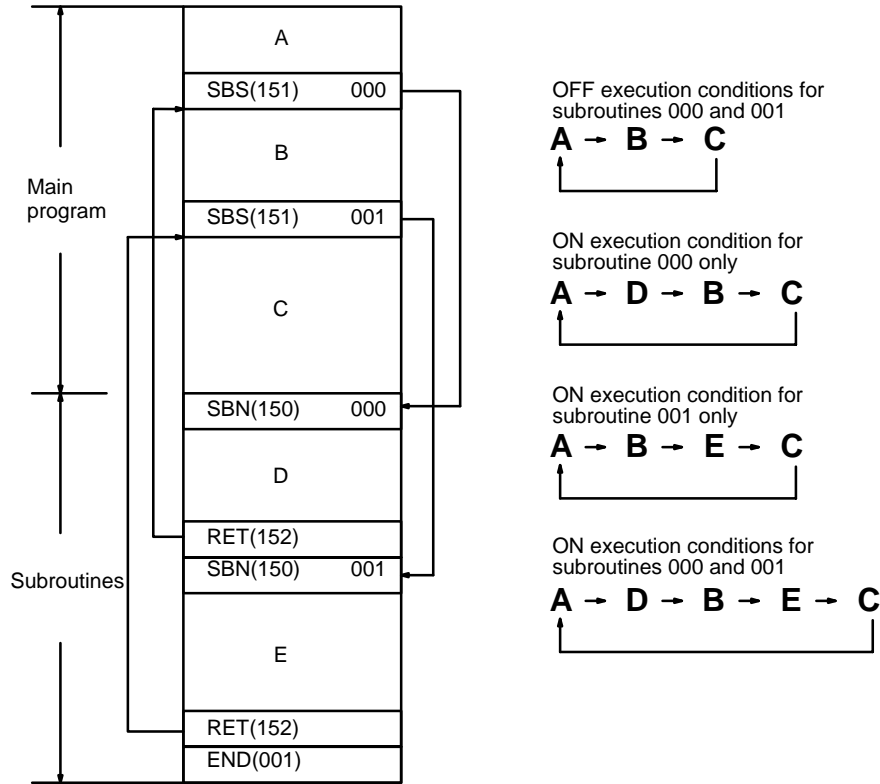 A
SBS(151) 000
B
SBS(151) 001
C
SBN(150) 000
D
RET(152)
SBN(150) 001
E
RET(152)
END(001)
Main
program
Subroutines
OFF execution conditions for
subroutines 000 and 001
A B C
ON execution condition for
subroutine 000 only
A D B C
ON execution condition for
subroutine 001 only
A B E C
ON execution conditions for
subroutines 000 and 001
A D B E C